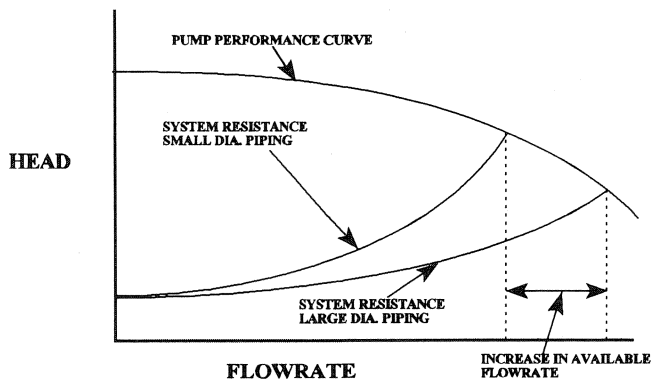 PUMP PERFORMANCE CURVE
SYSTEM RESISTANCE
SMALL DIA. PIPING
HEAD
SYSTEM RESISTANCE
LARGE DIA. PIPING
FLOWRATE
INCREASE IN AVAILABLE
FLOWRATE